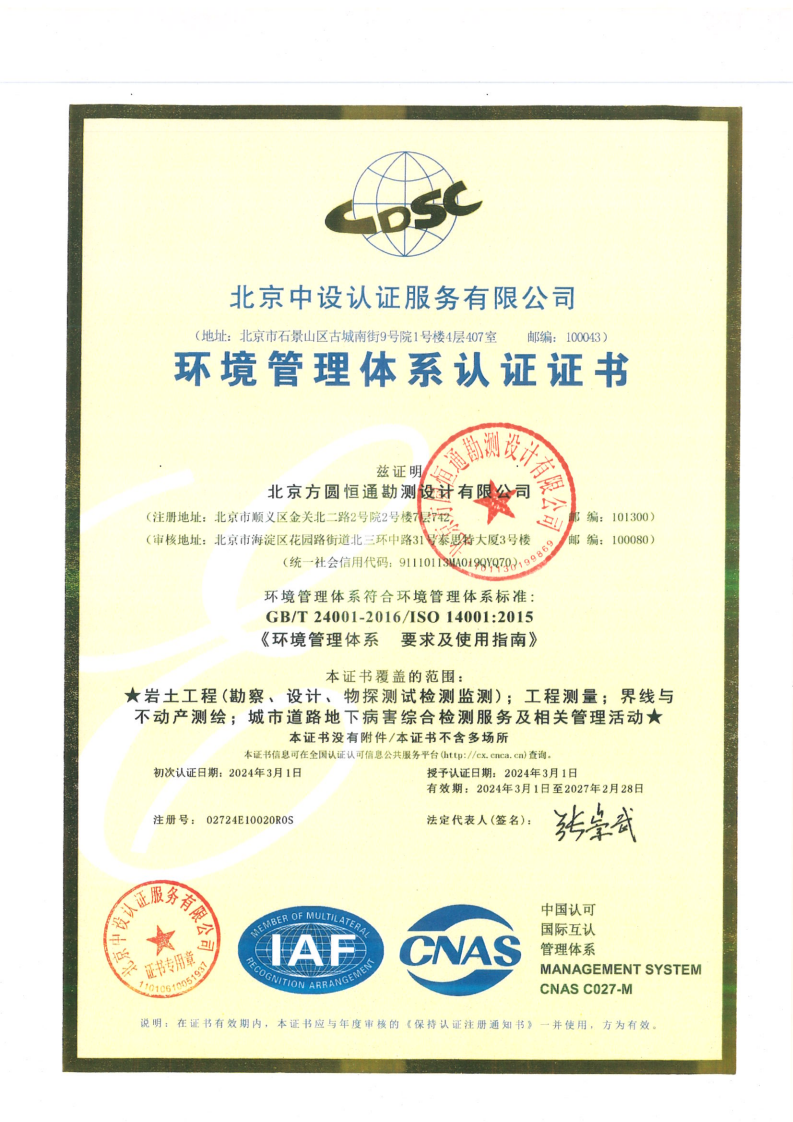 CDSC
北京中设认证服务有限公司
（地址：北京市石景山区古城南街9号院1号楼4层407室 邮编：100043）
环境管理体系认证证书
兹证明
北京方圆恒通勘测设计有限公司
（注册地址：北京市顺义区金关北二路2号院2号楼7层742 邮 编：101300）
（审核地址：北京市海淀区花园路街道北三环中路31号泰思特大厦3号楼 邮 编：100080）
（统一社会信用代码：91110113MA019QYQ70）
环境管理体系符合环境管理体系标准：
GB/T 24001-2016/ISO 14001:2015
《环境管理体系 要求及使用指南》
本证书覆盖的范围：
★岩土工程(勘察、设计、物探测试检测监测)；工程测量；界线与
不动产测绘；城市道路地下病害综合检测服务及相关管理活动★
本证书没有附件/本证书不含多场所
本证书信息可在全国认证认可信息公共服务平台(http://cx.cnca.cn)查询。
初次认证日期：2024年3月1日
授予认证日期：2024年3月1日
有效期：2024年3月1日至2027年2月28日
注册号：02724E10020R0S
法定代表人(签名)：
张崇武
北京中设认证服务有限公司
证书专用章
11010610051937
MEMBER OF MULTILATERAL
IAF
RECOGNITION ARRANGEMENT
CNAS
中国认可
国际互认
管理体系
MANAGEMENT SYSTEM
CNAS C027-M
说明：在证书有效期内，本证书应与年度审核的《保持认证注册通知书》一并使用，方为有效。